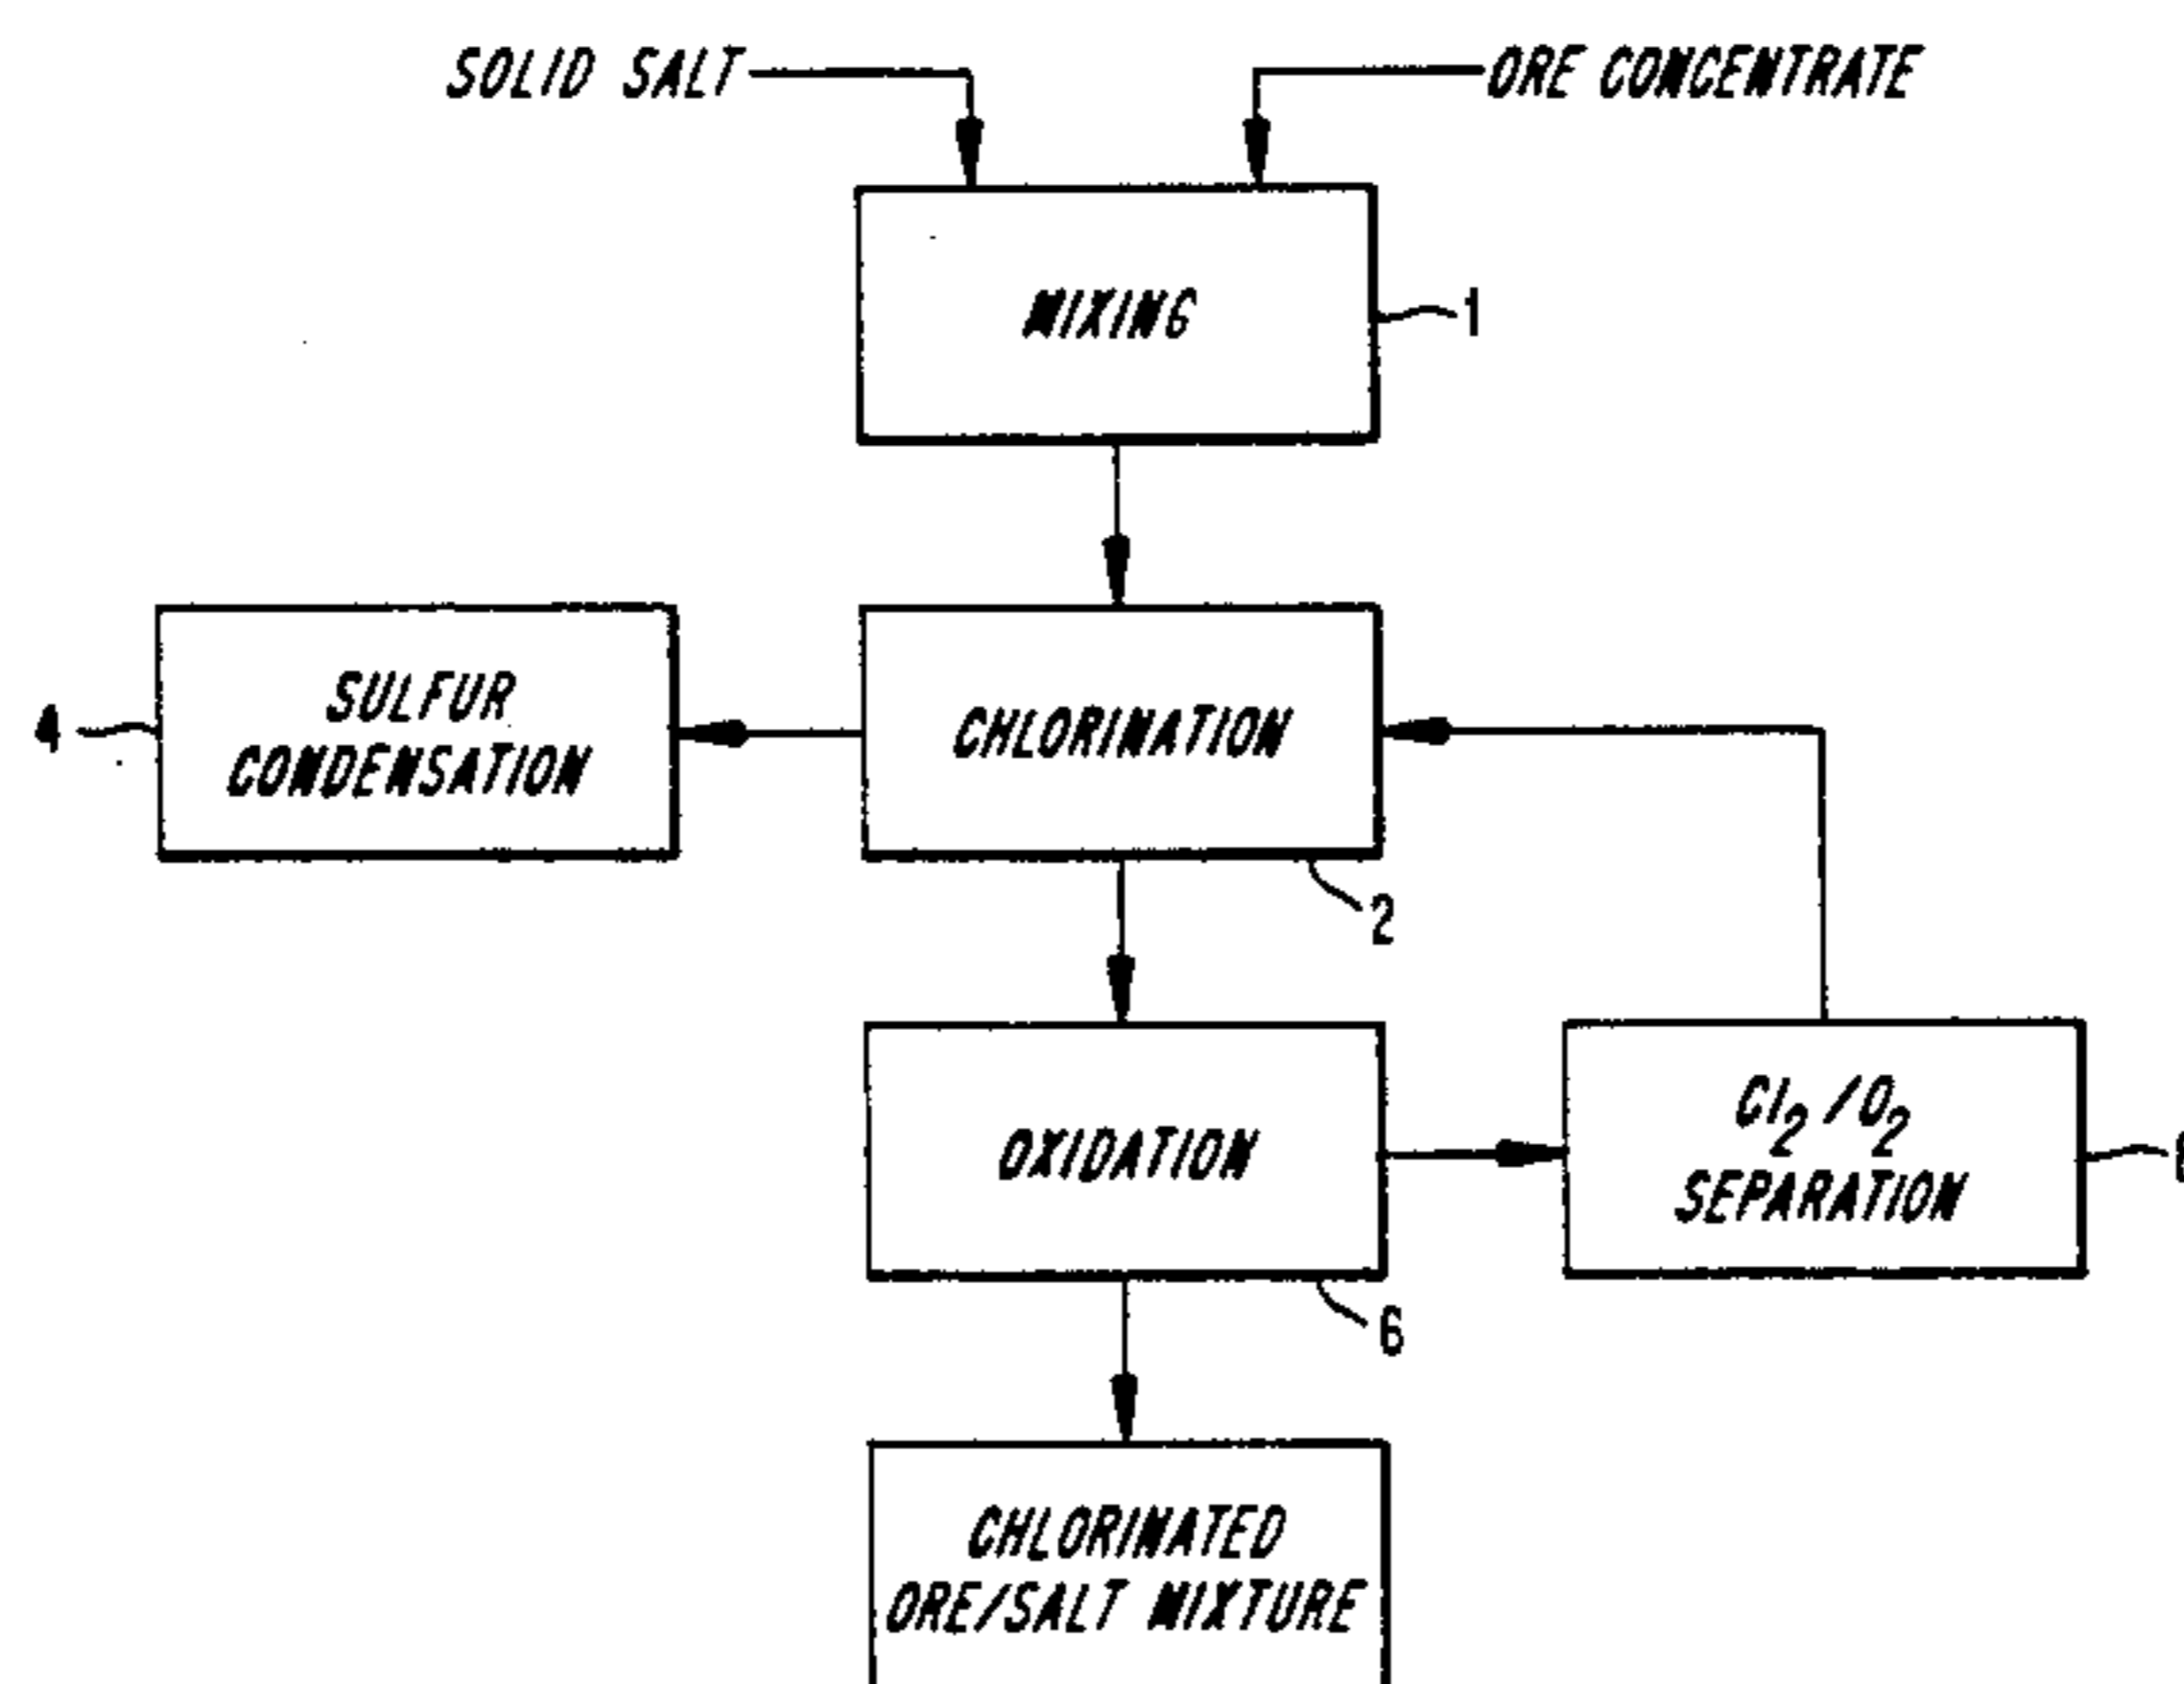 SOLID SALT
ORE CONCENTRATE
MIXING
1
SULFUR
CONDENSATION
4
CHLORINATION
2
OXIDATION
6
Cl2/O2
SEPARATION
CHLORINATED
ORE/SALT MIXTURE